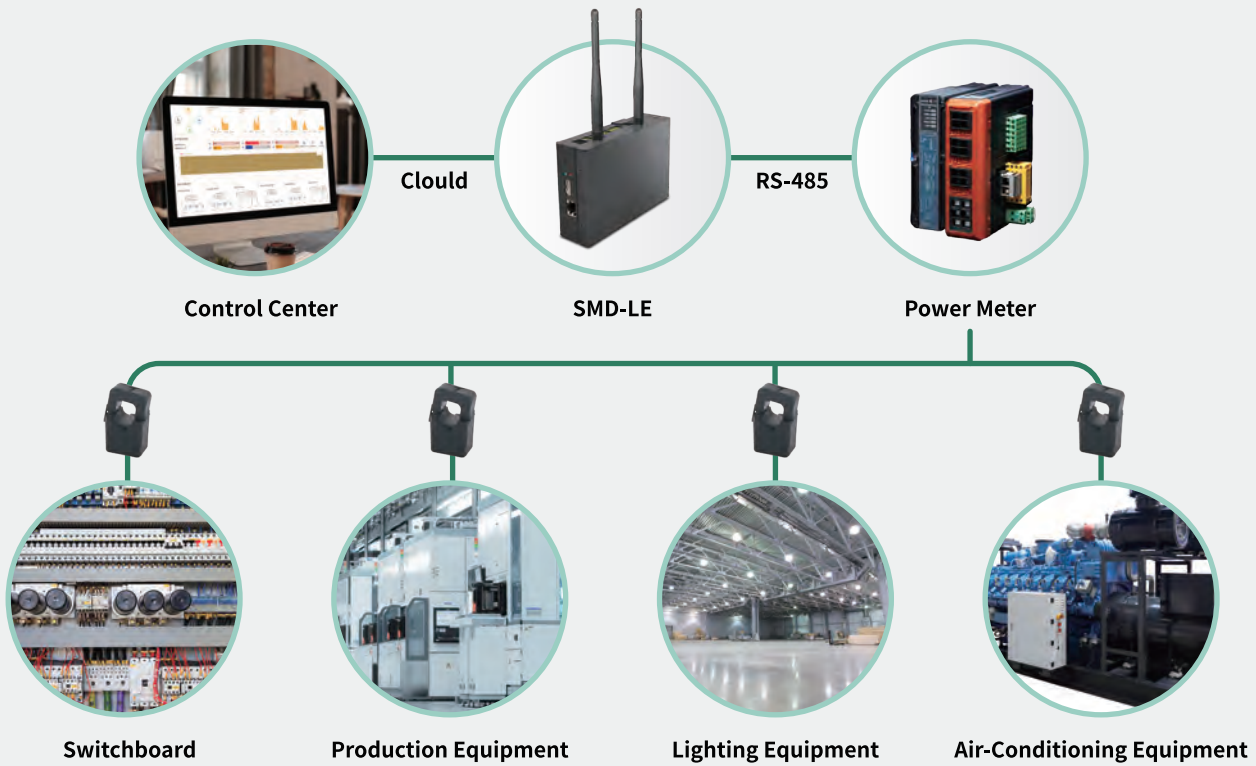 Clould
RS-485
Control Center
SMD-LE
Power Meter
Switchboard
Production Equipment
Lighting Equipment
Air-Conditioning Equipment